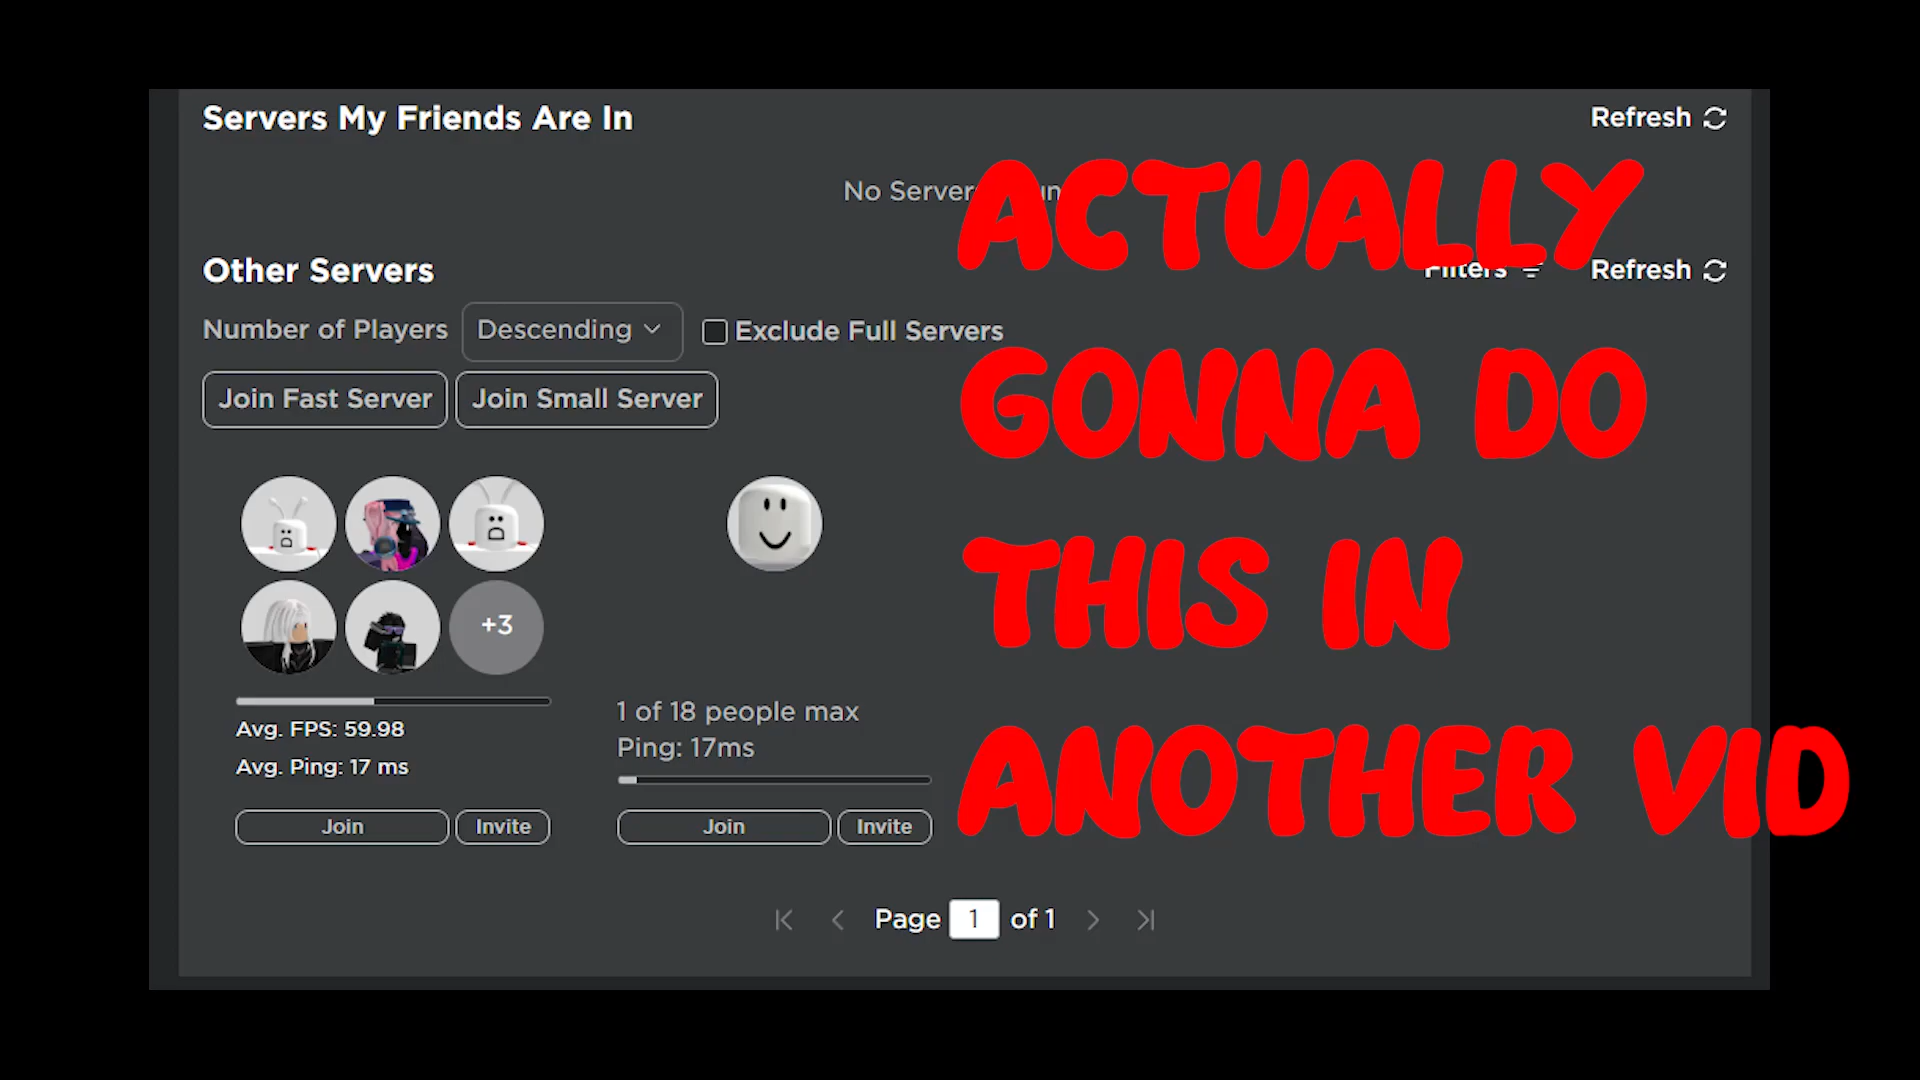 Servers My Friends Are In
Refresh
No Server
ACTUALLY
Other Servers
Filters
Refresh
Number of Players
Descending
Exclude Full Servers
GONNA DO
Join Fast Server
Join Small Server
THIS IN
+3
1 of 18 people max
Avg. FPS: 59.98
Ping: 17ms
Avg. Ping: 17 ms
ANOTHER VID
Join
Invite
Join
Invite
Page 1 of 1